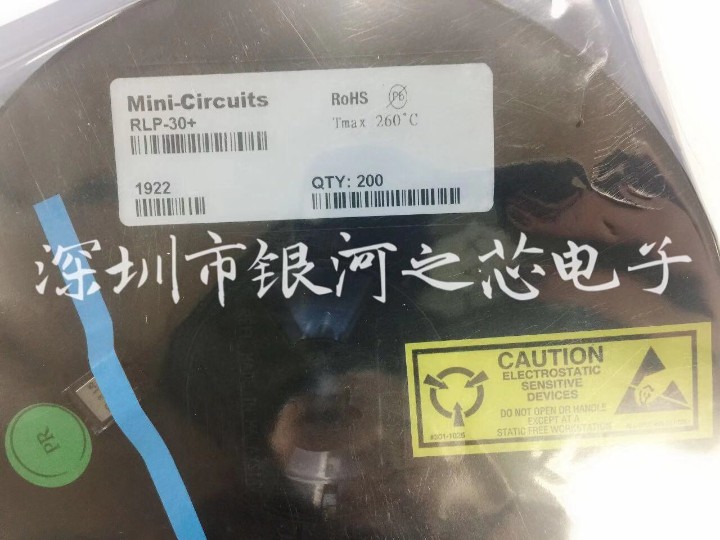 Mini-Circuits
RoHS Pb
RLP-30+
Tmax 260°C
1922
QTY: 200
深圳市银河之芯电子
CAUTION
ELECTROSTATIC
SENSITIVE
DEVICES
DO NOT OPEN OR HANDLE
EXCEPT AT A
STATIC FREE WORKSTATION
PR